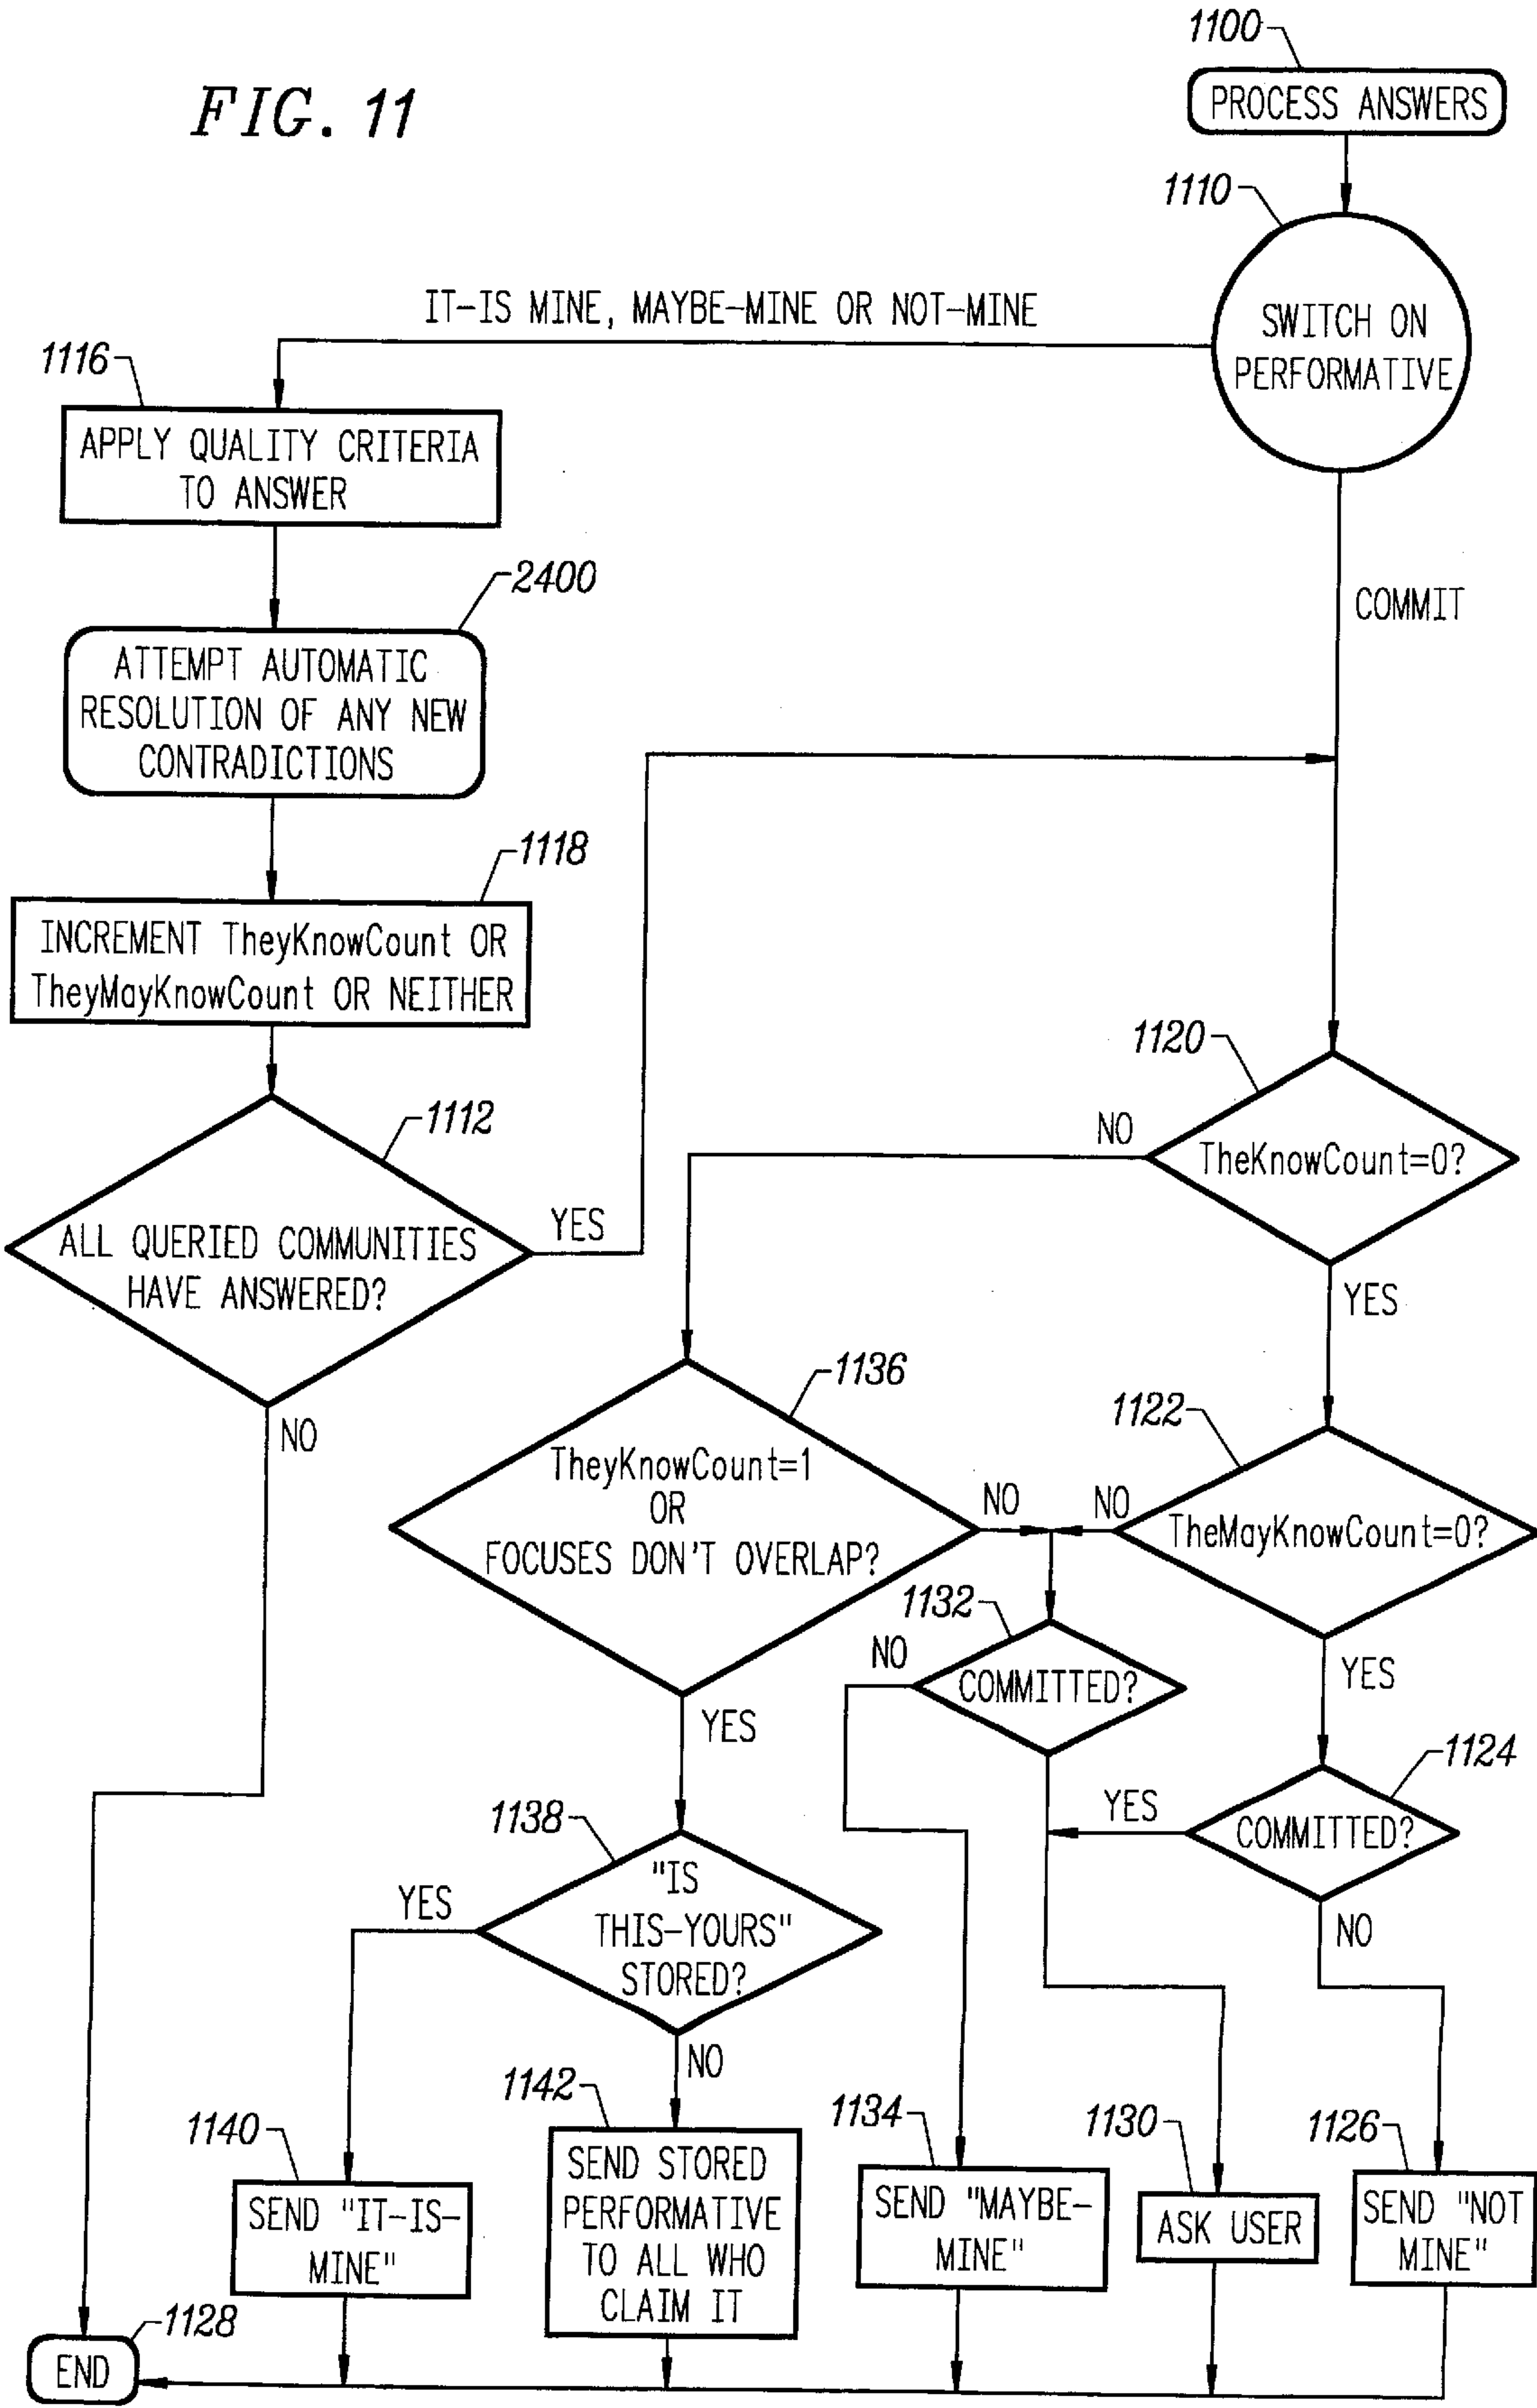 FIG. 11
1100
PROCESS ANSWERS
1110
SWITCH ON
PERFORMATIVE
IT-IS MINE, MAYBE-MINE OR NOT-MINE
1116
APPLY QUALITY CRITERIA
TO ANSWER
2400
ATTEMPT AUTOMATIC
RESOLUTION OF ANY NEW
CONTRADICTIONS
COMMIT
1118
INCREMENT TheyKnowCount OR
TheyMayKnowCount OR NEITHER
1112
ALL QUERIED COMMUNITIES
HAVE ANSWERED?
YES
NO
1120
TheKnowCount=0?
NO
YES
1136
TheyKnowCount=1
OR
FOCUSES DON'T OVERLAP?
NO
YES
1122
TheMayKnowCount=0?
NO
YES
1132
COMMITTED?
NO
1124
COMMITTED?
YES
NO
1138
"IS
THIS-YOURS"
STORED?
YES
NO
1140
SEND "IT-IS-
MINE"
1142
SEND STORED
PERFORMATIVE
TO ALL WHO
CLAIM IT
1134
SEND "MAYBE-
MINE"
1130
ASK USER
1126
SEND "NOT
MINE"
1128
END